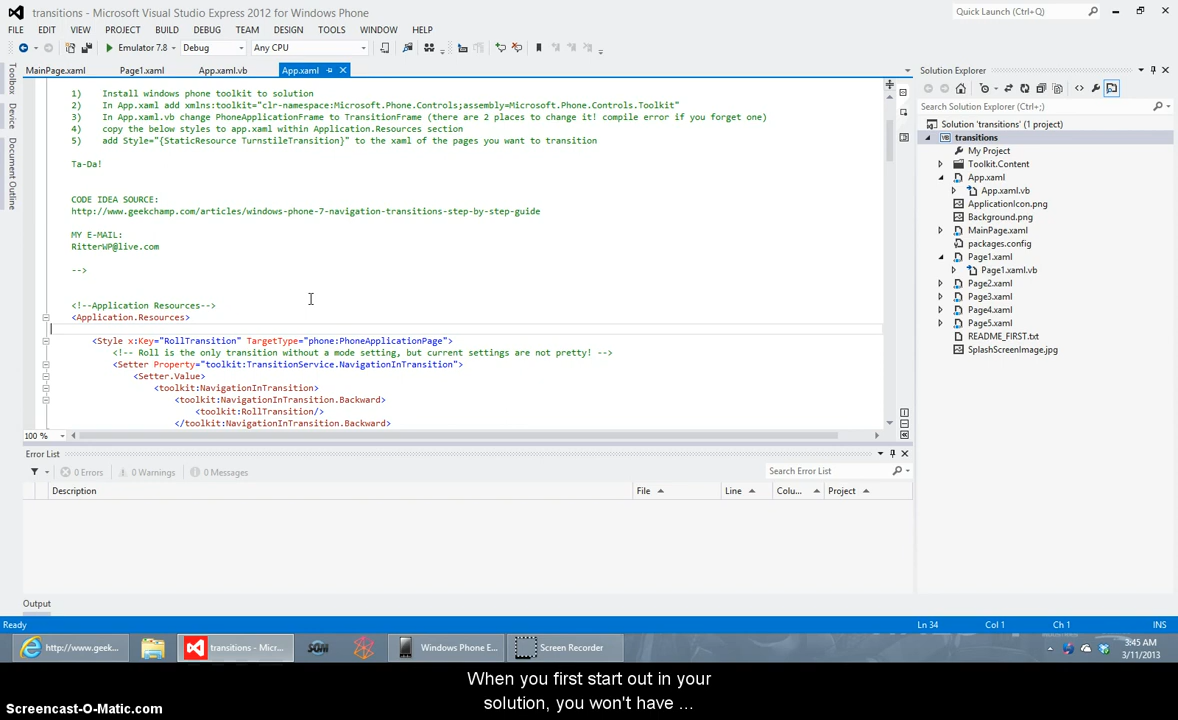 transitions - Microsoft Visual Studio Express 2012 for Windows Phone
Quick Launch (Ctrl+Q)
FILE EDIT VIEW PROJECT BUILD DEBUG TEAM DESIGN TOOLS WINDOW HELP
Emulator 7.8 Debug Any CPU
MainPage.xaml Page1.xaml App.xaml.vb App.xaml
Toolbox
Device
Document Outline
1) Install windows phone toolkit to solution
2) In App.xaml add xmlns:toolkit="clr-namespace:Microsoft.Phone.Controls;assembly=Microsoft.Phone.Controls.Toolkit"
3) In App.xaml.vb change PhoneApplicationFrame to TransitionFrame (there are 2 places to change it! compile error if you forget one)
4) copy the below styles to app.xaml within Application.Resources section
5) add Style="{StaticResource TurnstileTransition}" to the xaml of the pages you want to transition
Ta-Da!
CODE IDEA SOURCE:
http://www.geekchamp.com/articles/windows-phone-7-navigation-transitions-step-by-step-guide
MY E-MAIL:
RitterWP@live.com
-->
<!--Application Resources-->
<Application.Resources>
<Style x:Key="RollTransition" TargetType="phone:PhoneApplicationPage">
<!-- Roll is the only transition without a mode setting, but current settings are not pretty! -->
<Setter Property="toolkit:TransitionService.NavigationInTransition">
<Setter.Value>
<toolkit:NavigationInTransition>
<toolkit:NavigationInTransition.Backward>
<toolkit:RollTransition/>
</toolkit:NavigationInTransition.Backward>
100 %
Solution Explorer
Search Solution Explorer (Ctrl+;)
Solution 'transitions' (1 project)
transitions
My Project
Toolkit.Content
App.xaml
App.xaml.vb
ApplicationIcon.png
Background.png
MainPage.xaml
packages.config
Page1.xaml
Page1.xaml.vb
Page2.xaml
Page3.xaml
Page4.xaml
Page5.xaml
README_FIRST.txt
SplashScreenImage.jpg
Error List
0 Errors 0 Warnings 0 Messages
Search Error List
Description File Line Colu... Project
Output
Ready Ln 34 Col 1 Ch 1 INS
http://www.geek... transitions - Micr... SQM Windows Phone E... Screen Recorder
3:45 AM
3/11/2013
When you first start out in your
solution, you won't have ...
Screencast-O-Matic.com